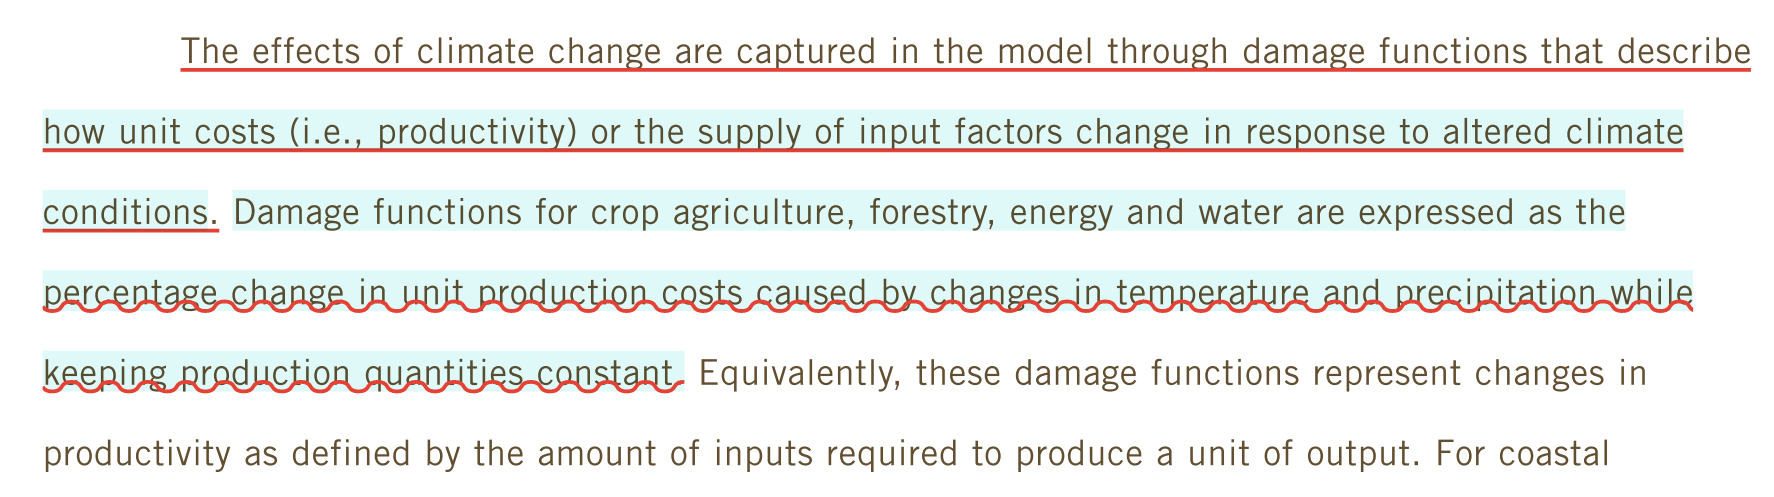 The effects of climate change are captured in the model through damage functions that describe
how unit costs (i.e., productivity) or the supply of input factors change in response to altered climate
conditions. Damage functions for crop agriculture, forestry, energy and water are expressed as the
percentage change in unit production costs caused by changes in temperature and precipitation while
keeping production quantities constant. Equivalently, these damage functions represent changes in
productivity as defined by the amount of inputs required to produce a unit of output. For coastal